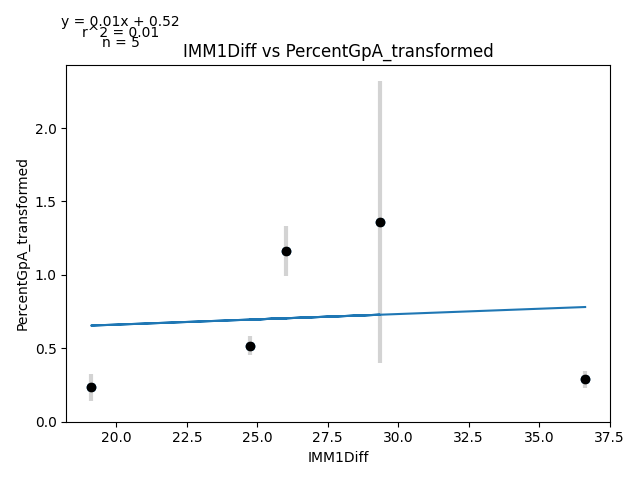 y = 0.01x + 0.52
r^2 = 0.01
n = 5
IMM1Diff vs PercentGpA_transformed
PercentGpA_transformed
2.0
1.5
1.0
0.5
0.0
20.0 22.5 25.0 27.5 30.0 32.5 35.0 37.5
IMM1Diff